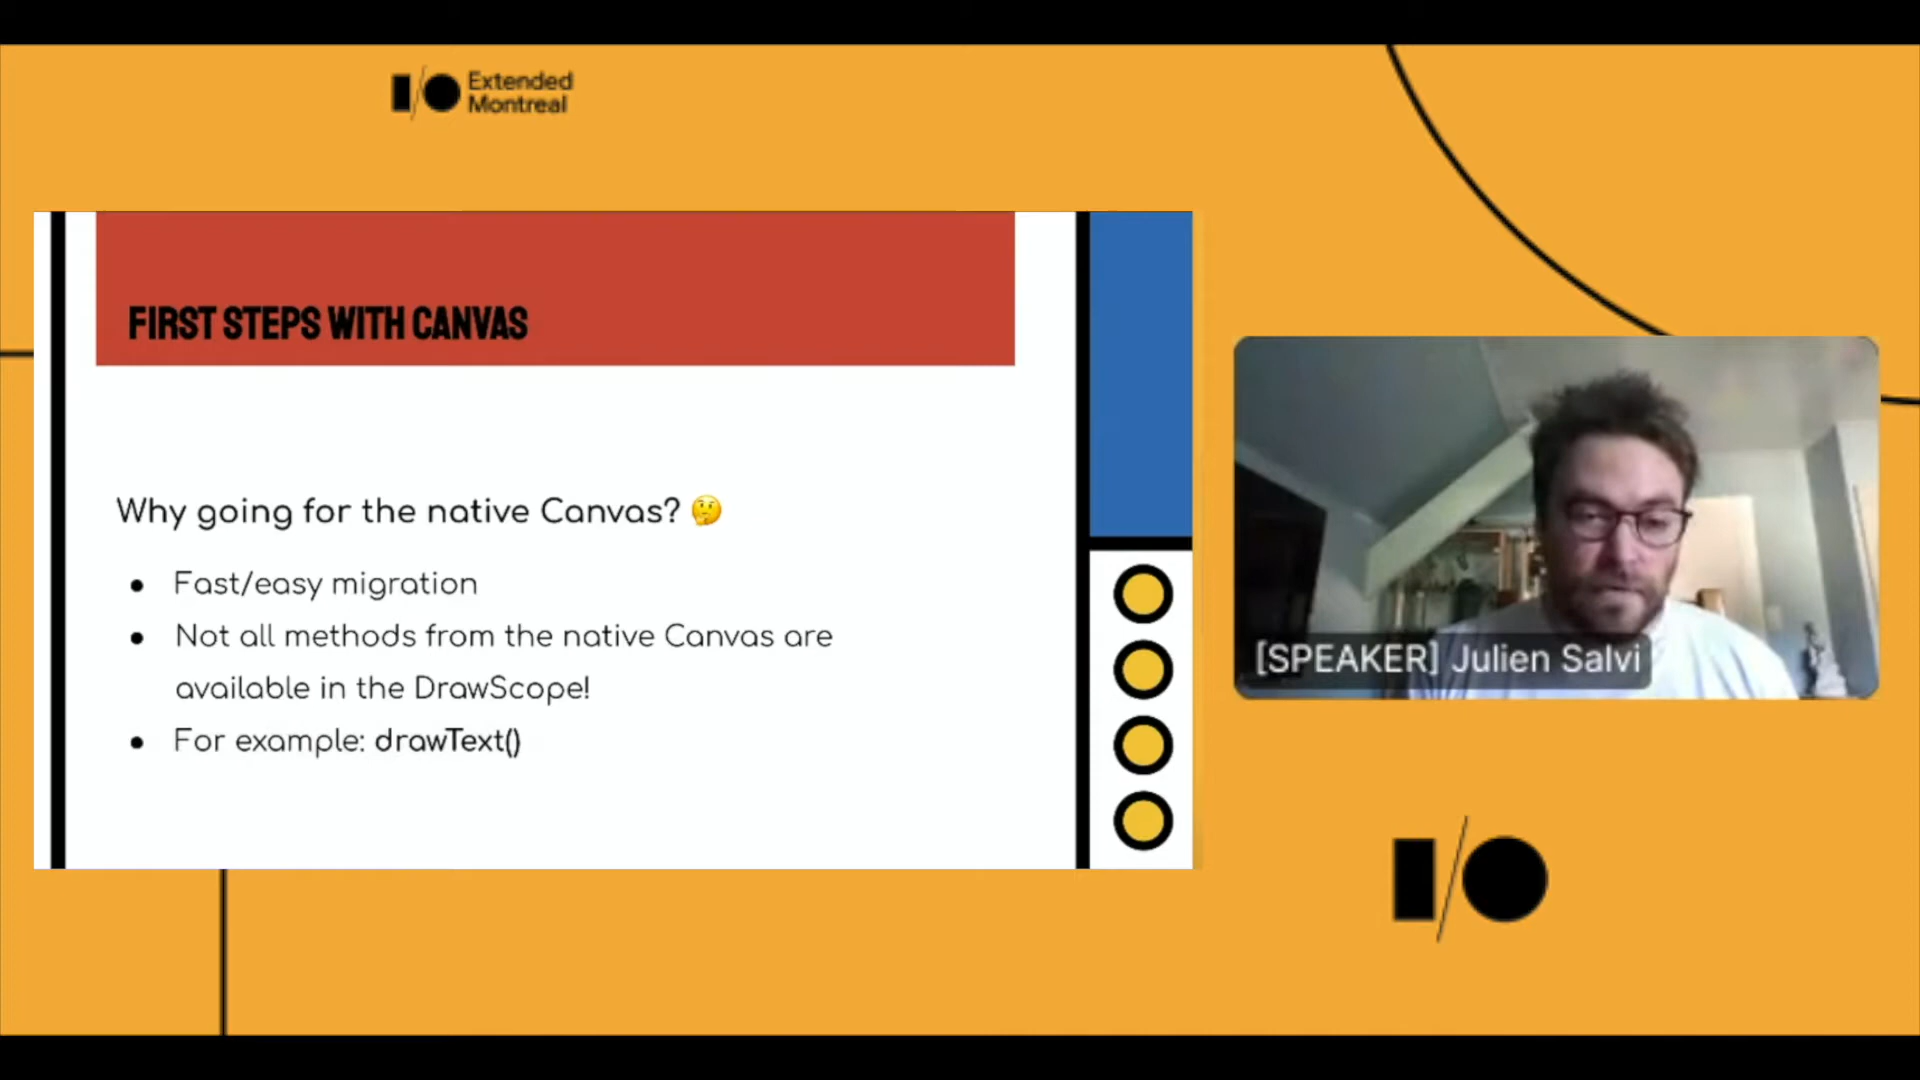 I/O Extended
Montreal
FIRST STEPS WITH CANVAS
Why going for the native Canvas? 🤔
● Fast/easy migration
● Not all methods from the native Canvas are
available in the DrawScope!
● For example: drawText()
[SPEAKER] Julien Salvi
I/O